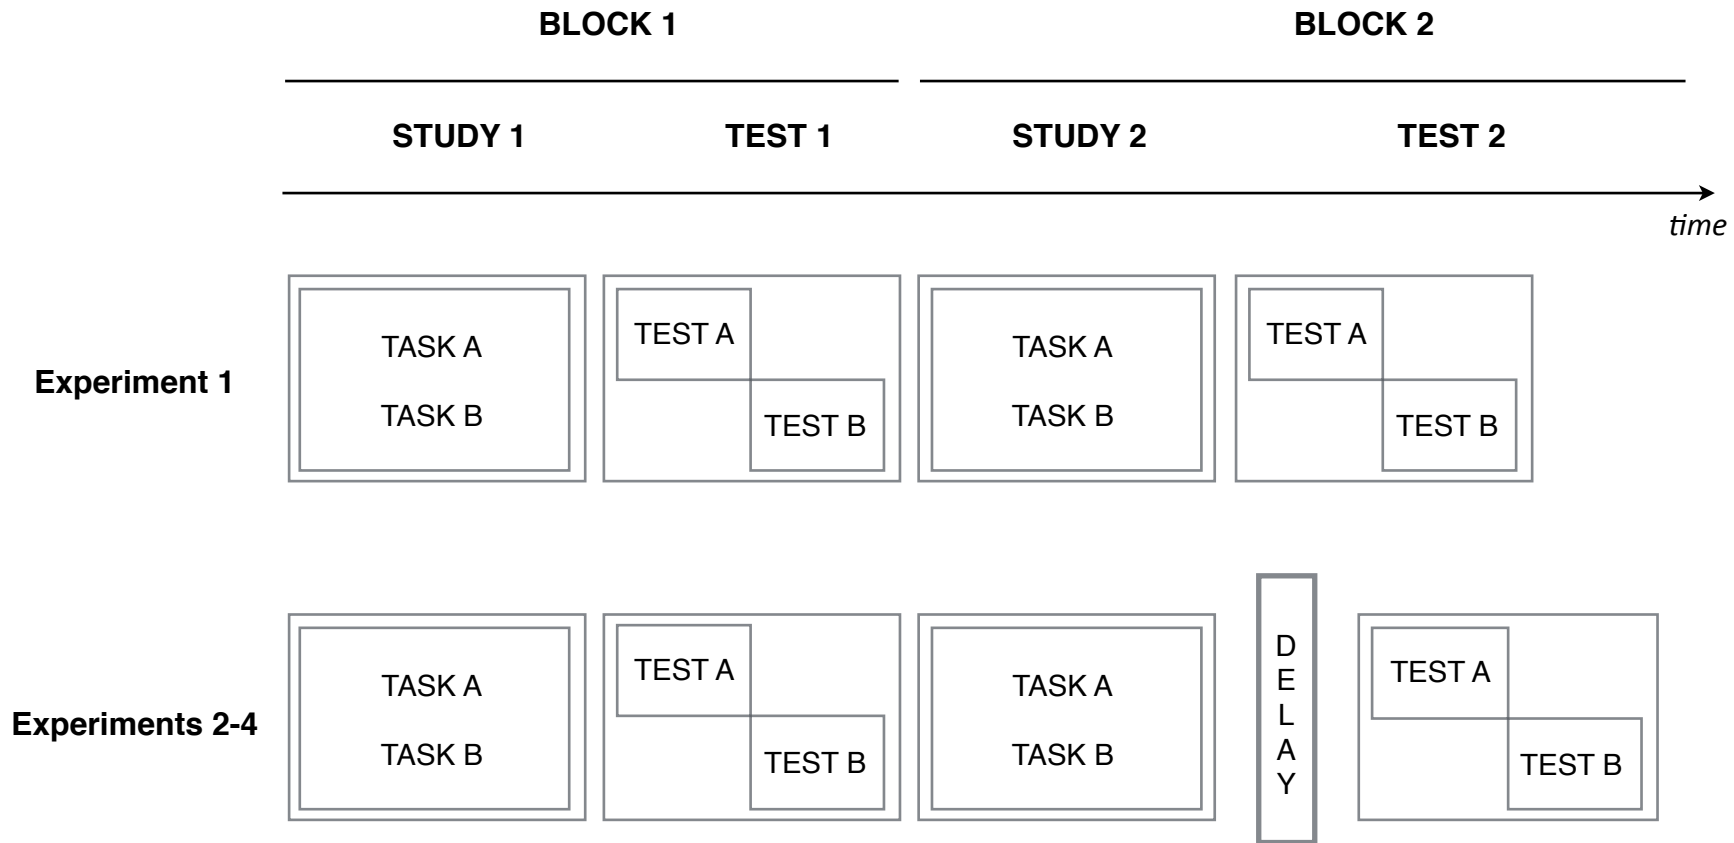 BLOCK 1 BLOCK 2
STUDY 1 TEST 1 STUDY 2 TEST 2
time
Experiment 1
TASK A
TASK B
TEST A
TEST B
TASK A
TASK B
TEST A
TEST B
Experiments 2-4
TASK A
TASK B
TEST A
TEST B
TASK A
TASK B
D
E
L
A
Y
TEST A
TEST B